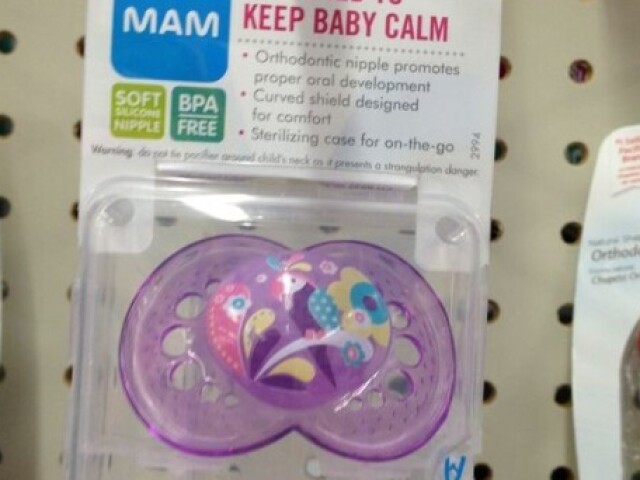 MAM
KEEP BABY CALM
• Orthodontic nipple promotes
proper oral development
• Curved shield designed
for comfort
• Sterilizing case for on-the-go
SOFT
SILICONE
NIPPLE
BPA
FREE
2994
Warning: do not tie pacifier around child's neck as it presents a strangulation danger.
Orthodo